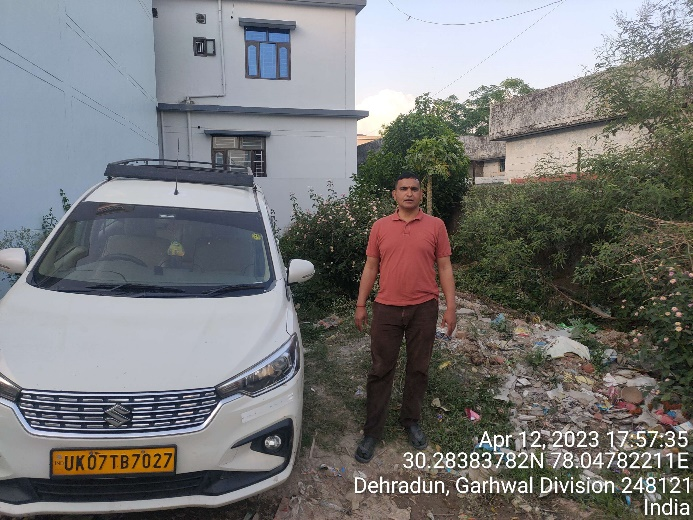 UK07TB7027
Apr 12, 2023 17:57:35
30.28383782N 78.04782211E
Dehradun, Garhwal Division 248121
India